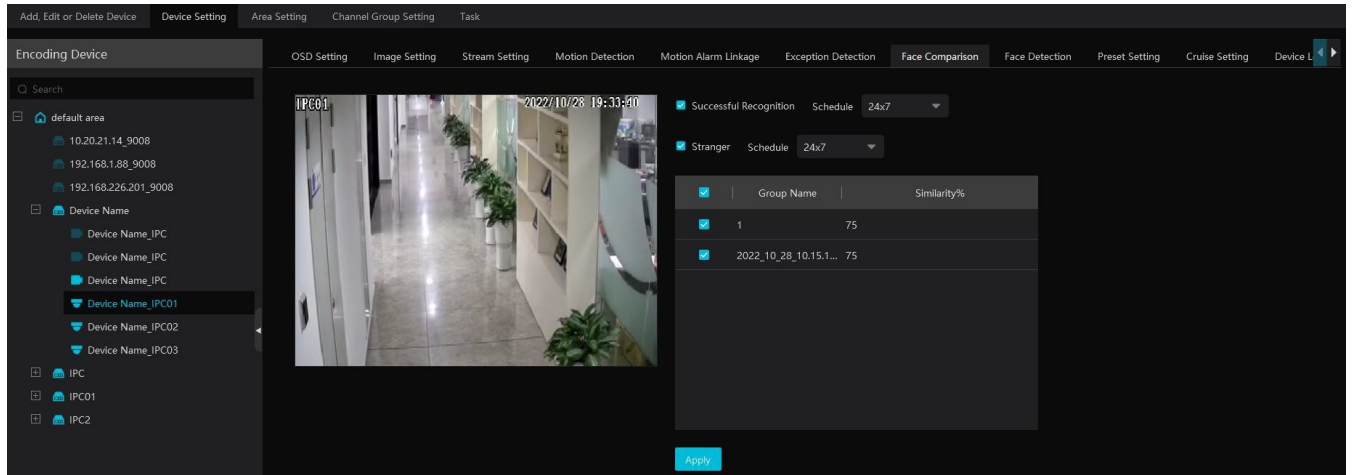 Add, Edit or Delete Device Device Setting Area Setting Channel Group Setting Task
Encoding Device
OSD Setting Image Setting Stream Setting Motion Detection Motion Alarm Linkage Exception Detection Face Comparison Face Detection Preset Setting Cruise Setting Device L
Search
default area
10.20.21.14_9008
192.168.1.88_9008
192.168.226.201_9008
Device Name
Device Name_IPC
Device Name_IPC
Device Name_IPC
Device Name_IPC01
Device Name_IPC02
Device Name_IPC03
IPC
IPC01
IPC2
IPC01 2022/10/28 19:33:40
Successful Recognition Schedule 24x7
Stranger Schedule 24x7
Group Name Similarity%
1 75
2022_10_28_10.15.1... 75
Apply